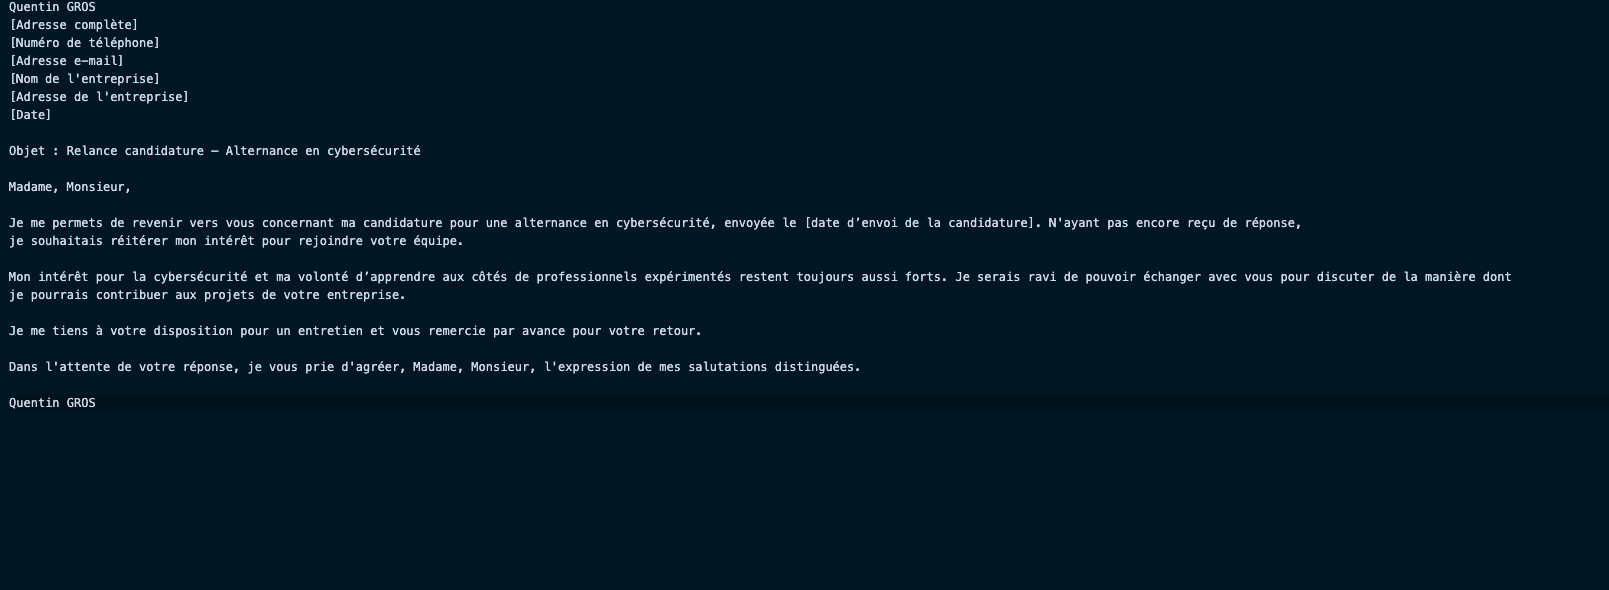 Quentin GROS
[Adresse complète]
[Numéro de téléphone]
[Adresse e-mail]
[Nom de l'entreprise]
[Adresse de l'entreprise]
[Date]
Objet : Relance candidature – Alternance en cybersécurité
Madame, Monsieur,
Je me permets de revenir vers vous concernant ma candidature pour une alternance en cybersécurité, envoyée le [date d’envoi de la candidature]. N'ayant pas encore reçu de réponse,
je souhaitais réitérer mon intérêt pour rejoindre votre équipe.
Mon intérêt pour la cybersécurité et ma volonté d’apprendre aux côtés de professionnels expérimentés restent toujours aussi forts. Je serais ravi de pouvoir échanger avec vous pour discuter de la manière dont
je pourrais contribuer aux projets de votre entreprise.
Je me tiens à votre disposition pour un entretien et vous remercie par avance pour votre retour.
Dans l'attente de votre réponse, je vous prie d'agréer, Madame, Monsieur, l'expression de mes salutations distinguées.
Quentin GROS